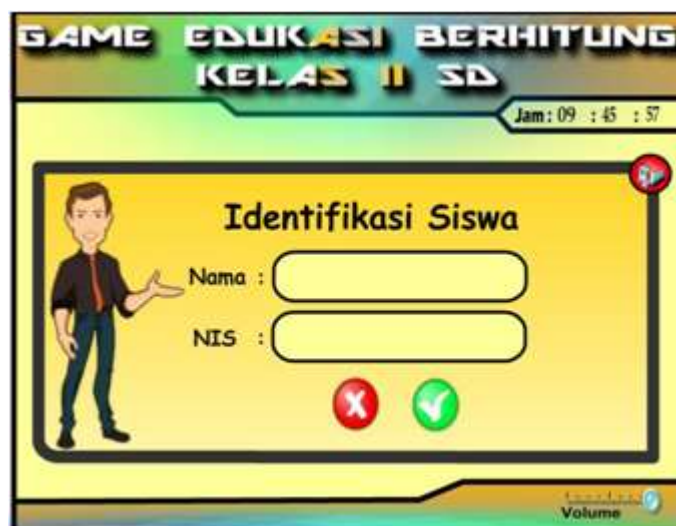 GAME EDUKASI BERHITUNG
KELAS II SD
Jam : 09 : 45 : 57
Identifikasi Siswa
Nama :
NIS :
Volume